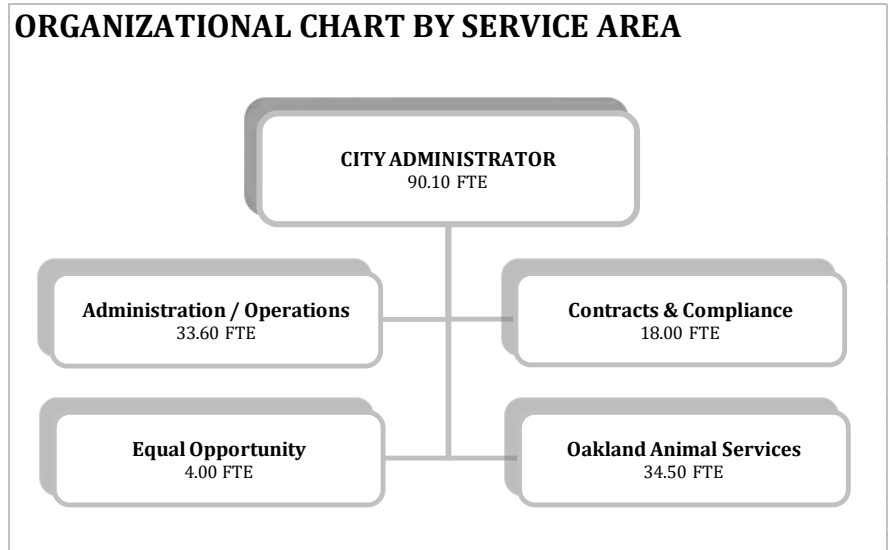 ORGANIZATIONAL CHART BY SERVICE AREA
CITY ADMINISTRATOR
90.10 FTE
Administration / Operations
33.60 FTE
Contracts & Compliance
18.00 FTE
Equal Opportunity
4.00 FTE
Oakland Animal Services
34.50 FTE